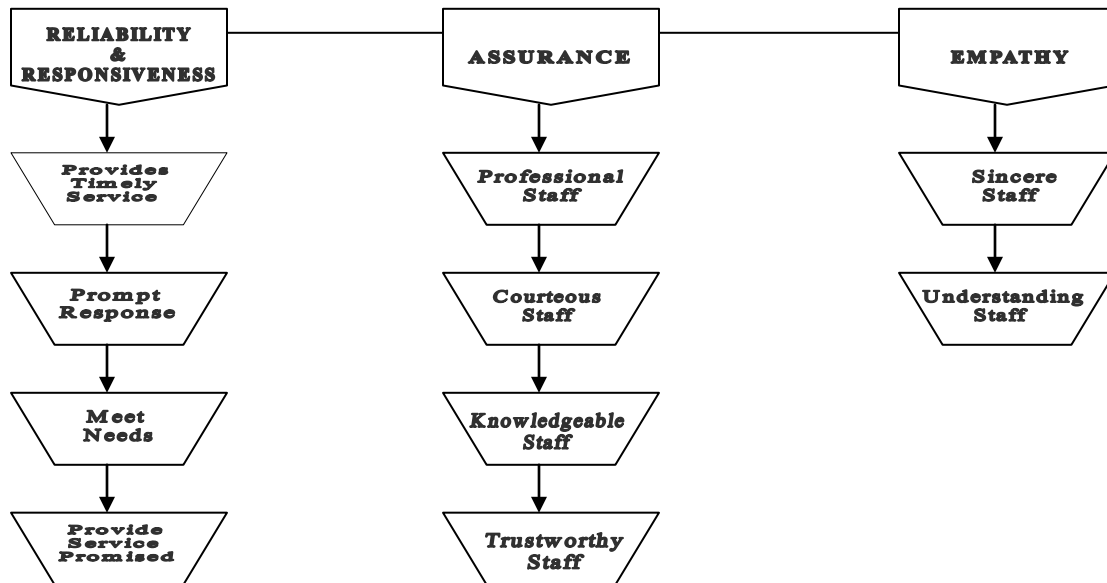 RELIABILITY
&
RESPONSIVENESS
ASSURANCE
EMPATHY
Provides
Timely
Service
Professional
Staff
Sincere
Staff
Prompt
Response
Courteous
Staff
Understanding
Staff
Meet
Needs
Knowledgeable
Staff
Provide
Service
Promised
Trustworthy
Staff